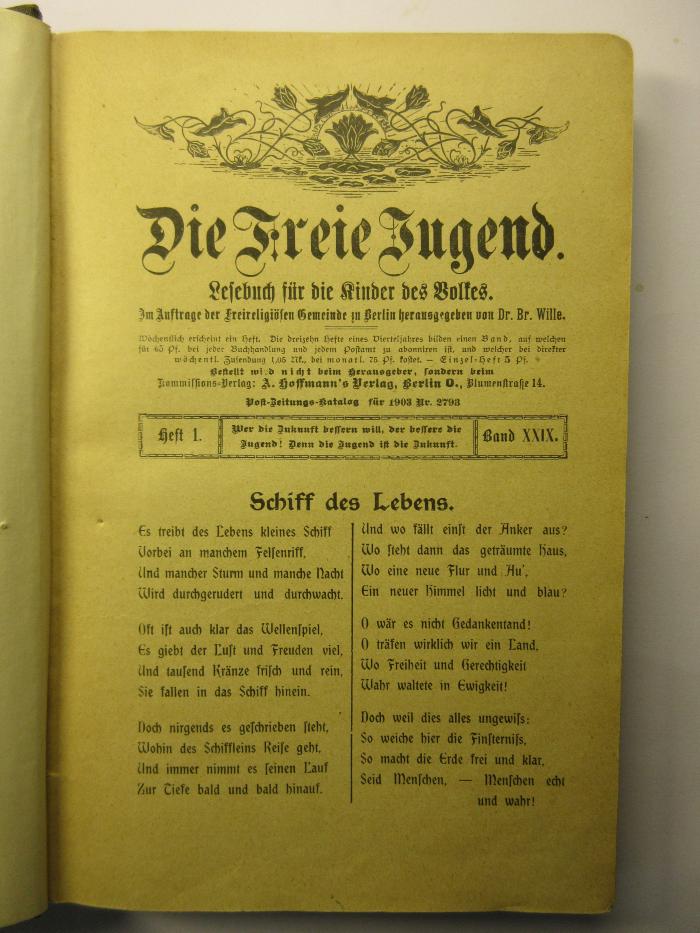 Die Freie Jugend.
Lesebuch für die Kinder des Volkes.
Im Auftrage der Freireligiösen Gemeinde zu Berlin herausgegeben von Dr. Br. Wille.
Wöchentlich erscheint ein Heft. Die dreizehn Hefte eines Vierteljahres bilden einen Band, auf welchen
für 65 Pf. bei jeder Buchhandlung und jedem Postamt zu abonniren ist, und welcher bei direkter
wöchentl. Zusendung 1,05 Mk., bei monatl. 75 Pf. kostet. — Einzel-Heft 5 Pf.
Bestellt wird nicht beim Herausgeber, sondern beim
Kommissions-Verlag: A. Hoffmann's Verlag, Berlin O., Blumenstraße 14.
Post-Zeitungs-Katalog für 1903 Nr. 2793
Heft 1.
Wer die Zukunft bessern will, der bessere die
Jugend! Denn die Jugend ist die Zukunft.
Band XXIX.
Schiff des Lebens.
Es treibt des Lebens kleines Schiff
Vorbei an manchem Felsenriff,
Und mancher Sturm und manche Nacht
Wird durchgerudert und durchwacht.
Oft ist auch klar das Wellenspiel,
Es giebt der Lust und Freuden viel,
Und tausend Kränze frisch und rein,
Sie fallen in das Schiff hinein.
Doch nirgends es geschrieben steht,
Wohin des Schiffleins Reise geht,
Und immer nimmt es seinen Lauf
Zur Tiefe bald und bald hinauf.
Und wo fällt einst der Anker aus?
Wo steht dann das geträumte Haus,
Wo eine neue Flur und Au',
Ein neuer Himmel licht und blau?
O wär es nicht Gedankentand!
O träfen wirklich wir ein Land,
Wo Freiheit und Gerechtigkeit
Wahr waltete in Ewigkeit!
Doch weil dies alles ungewiss:
So weiche hier die Finsterniss,
So macht die Erde frei und klar,
Seid Menschen, — Menschen echt
und wahr!